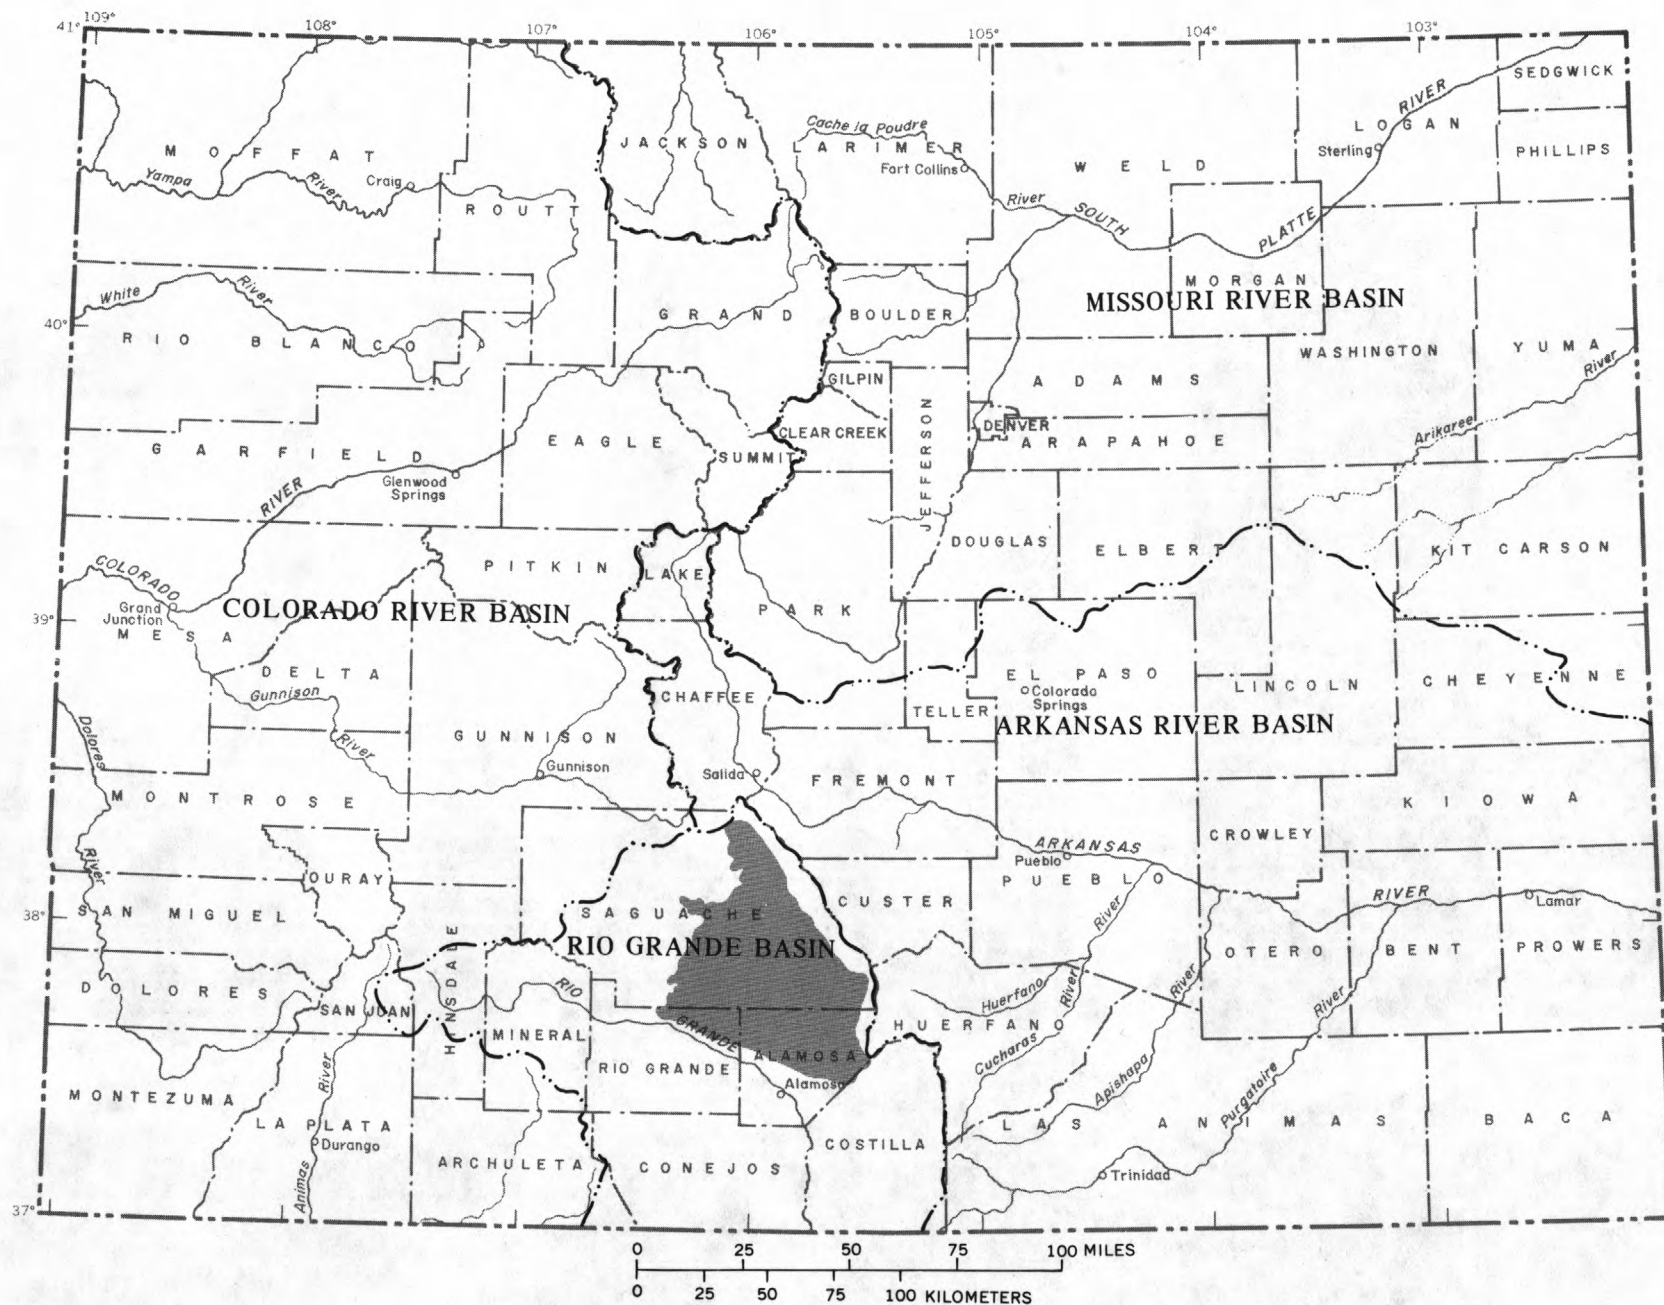 109° 108° 107° 106° 105° 104° 103°
41°
SEDGWICK
RIVER
LOGAN
Sterling
PHILLIPS
JACKSON
Cache la Poudre
LARIMER
Fort Collins
WELD
MOFFAT
Yampa
River
Craig
ROUTT
River
SOUTH
PLATTE
MORGAN
MISSOURI RIVER BASIN
White
River
40°
RIO BLANCO
GRAND
BOULDER
WASHINGTON
YUMA
River
GILPIN
ADAMS
CLEAR CREEK
JEFFERSON
DENVER
ARAPAHOE
Arikaree
GARFIELD
EAGLE
SUMMIT
Glenwood
Springs
RIVER
DOUGLAS
ELBERT
KIT CARSON
PITKIN
LAKE
PARK
COLORADO
Grand
Junction
39°
MESA
COLORADO RIVER BASIN
DELTA
Gunnison
River
CHAFFEE
EL PASO
Colorado
Springs
TELLER
LINCOLN
CHEYENNE
ARKANSAS RIVER BASIN
Dolores
River
GUNNISON
Gunnison
Salida
FREMONT
MONTROSE
KIOWA
CROWLEY
ARKANSAS
Pueblo
PUEBLO
RIVER
Lamar
OURAY
SAN MIGUEL
38°
SAGUACHE
CUSTER
RIO GRANDE BASIN
River
OTERO
BENT
PROWERS
HINSDALE
DOLORES
SAN JUAN
RIO
GRANDE
MINERAL
Huerfano
River
River
River
HUERFANO
Cucharas
Apishapa
Purgatoire
ALAMOSA
Alamosa
RIO GRANDE
MONTEZUMA
River
LA PLATA
Durango
Animas
ARCHULETA
CONEJOS
COSTILLA
LAS ANIMAS
Trinidad
BACA
37°
0 25 50 75 100 MILES
0 25 50 75 100 KILOMETERS